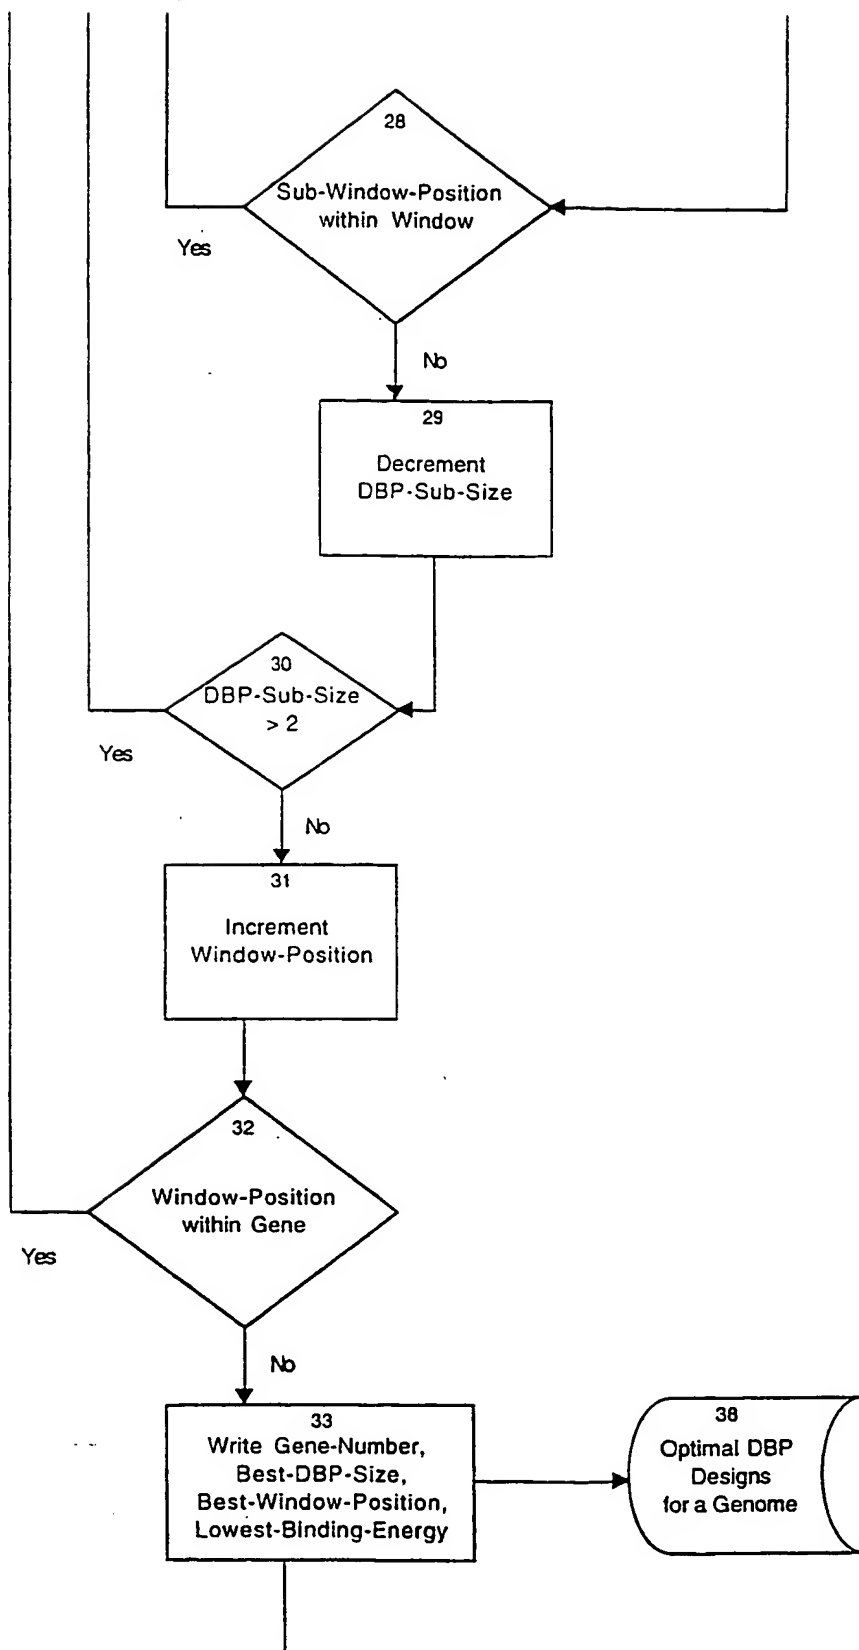 28
Sub-Window-Position
within Window
Yes
No
29
Decrement
DBP-Sub-Size
30
DBP-Sub-Size
> 2
Yes
No
31
Increment
Window-Position
32
Window-Position
within Gene
Yes
No
33
Write Gene-Number,
Best-DBP-Size,
Best-Window-Position,
Lowest-Binding-Energy
38
Optimal DBP
Designs
for a Genome